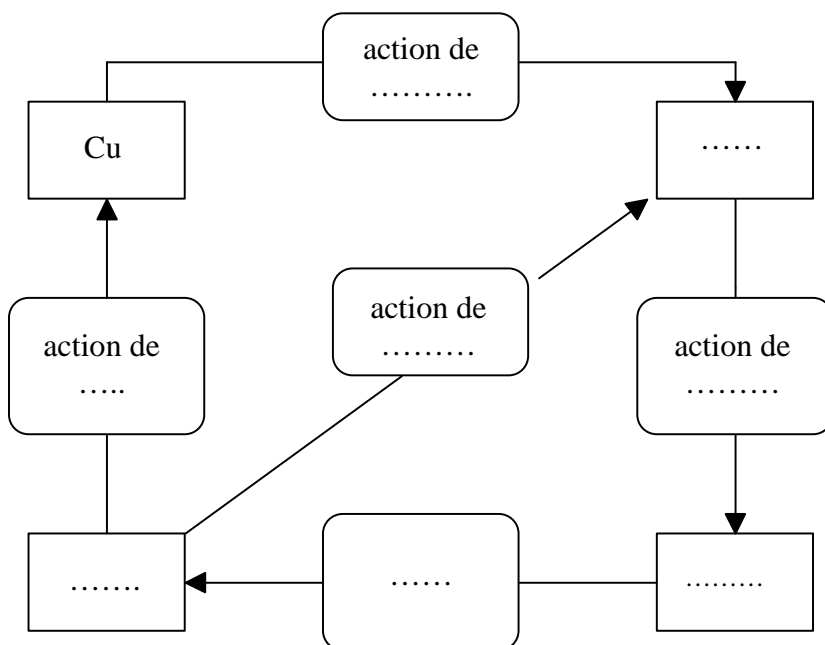 action de
……….
Cu
……
action de
…..
action de
………
action de
………
…….
……
………